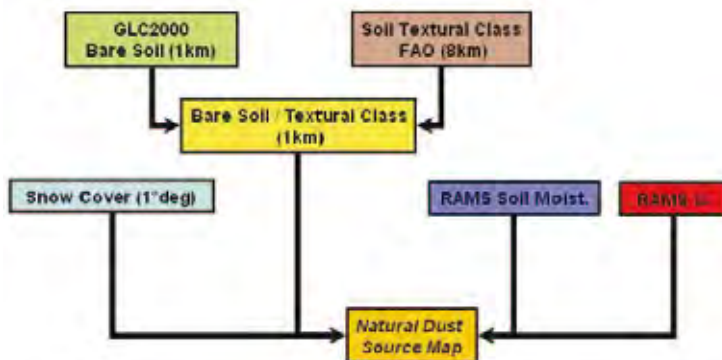 GLC2000
Bare Soil (1km)
Soil Textural Class
FAO (8km)
Bare Soil / Textural Class
(1km)
Snow Cover (1°deg)
RAMS Soil Moist.
RAMS
Natural Dust
Source Map